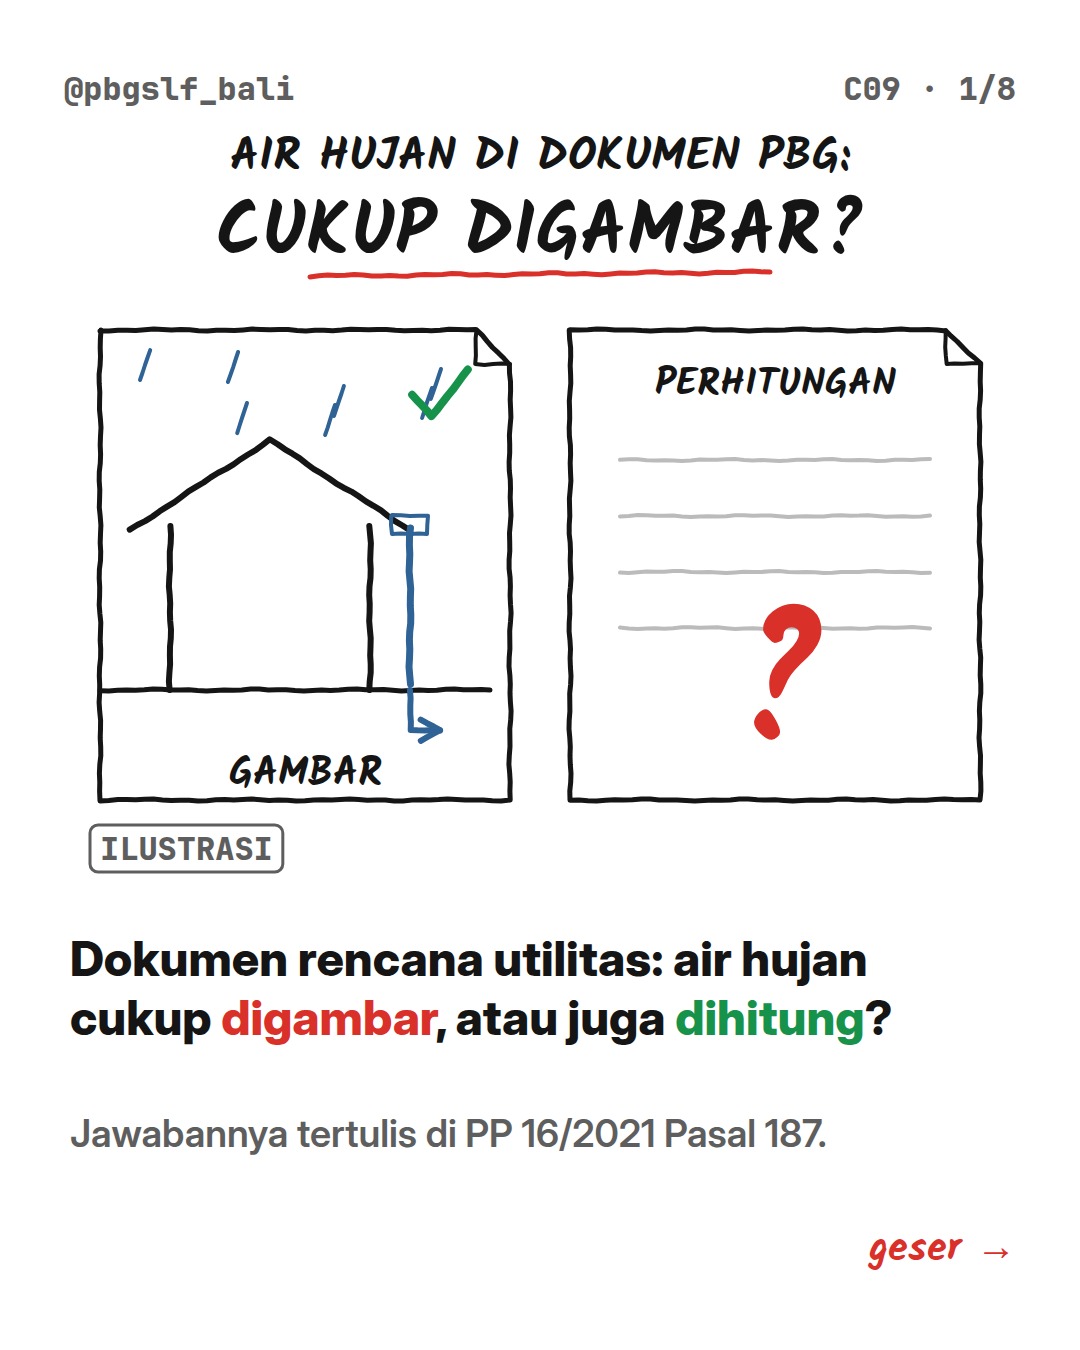 @pbgslf_bali
C09 · 1/8
AIR HUJAN DI DOKUMEN PBG:
CUKUP DIGAMBAR?
PERHITUNGAN
?
GAMBAR
ILUSTRASI
Dokumen rencana utilitas: air hujan
cukup digambar, atau juga dihitung?
Jawabannya tertulis di PP 16/2021 Pasal 187.
geser →